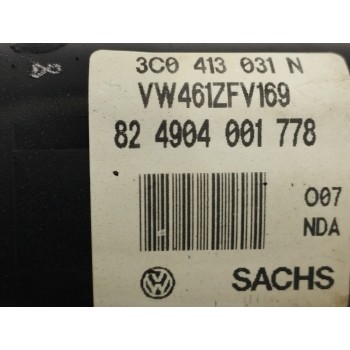 3C0 413 031 N
VW461ZFV169
82 4904 001 778
007
NDA
SACHS